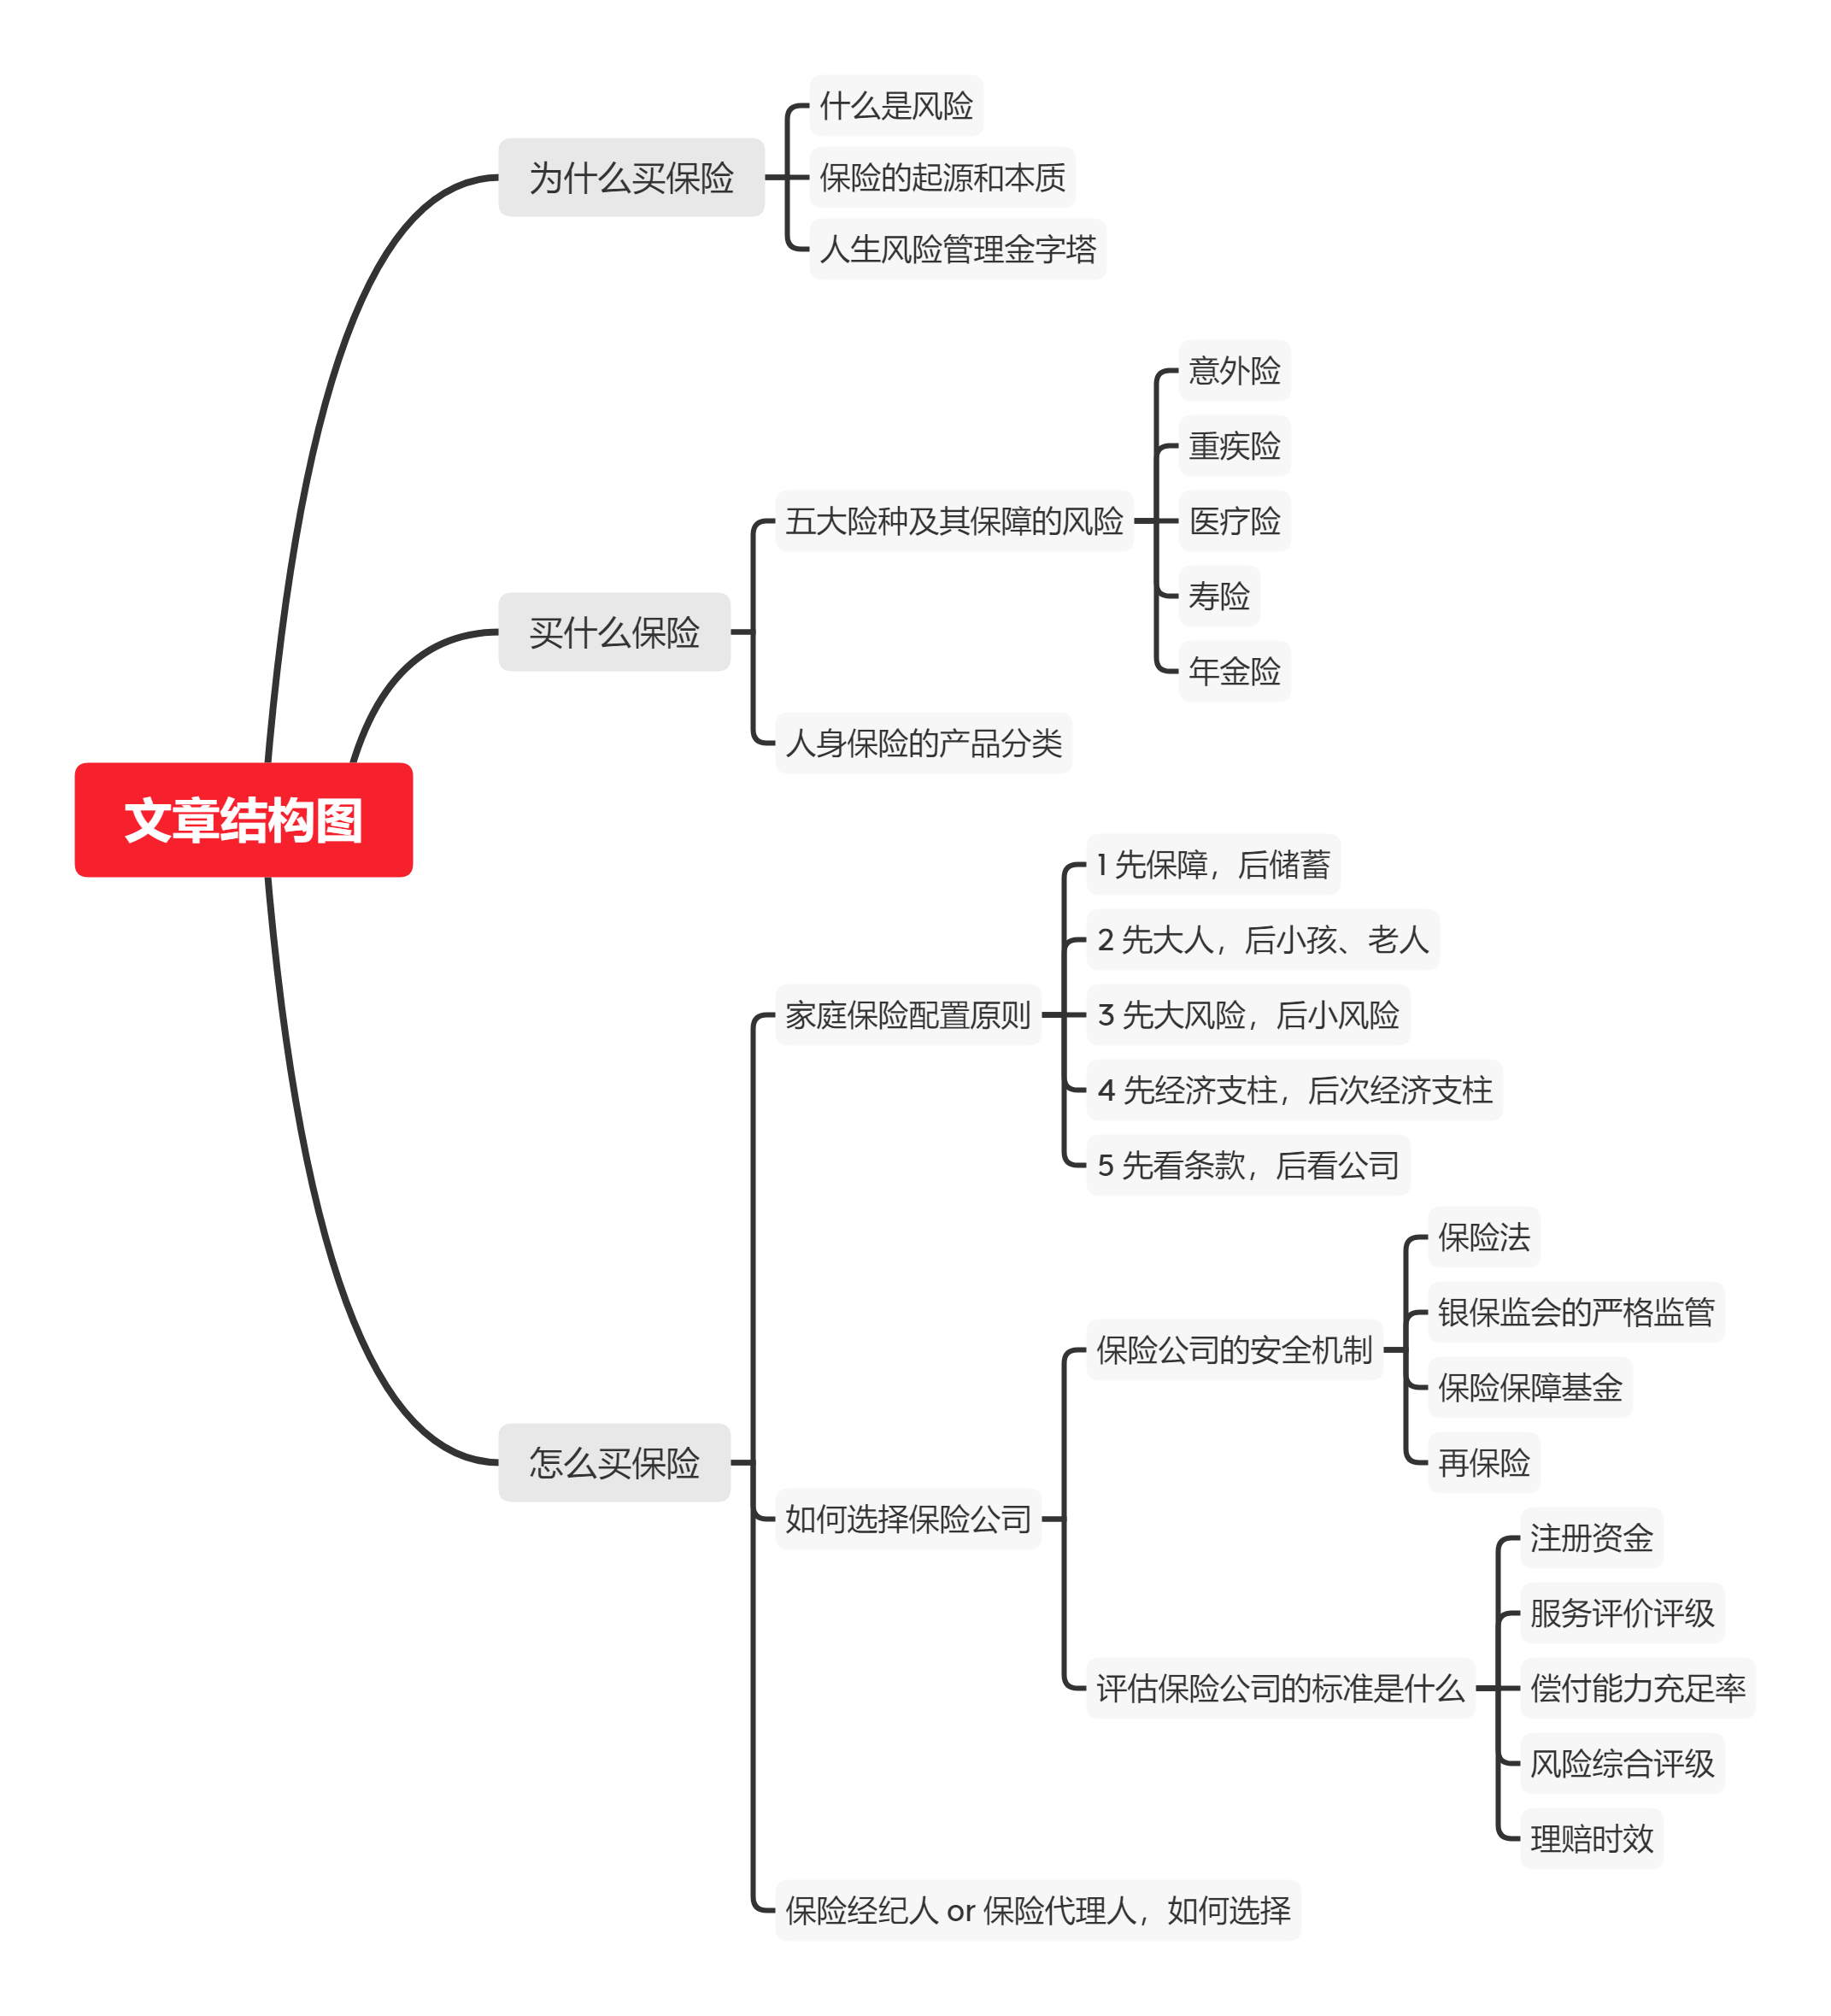 文章结构图
为什么买保险
什么是风险
保险的起源和本质
人生风险管理金字塔
买什么保险
五大险种及其保障的风险
意外险
重疾险
医疗险
寿险
年金险
人身保险的产品分类
怎么买保险
家庭保险配置原则
1 先保障，后储蓄
2 先大人，后小孩、老人
3 先大风险，后小风险
4 先经济支柱，后次经济支柱
5 先看条款，后看公司
如何选择保险公司
保险公司的安全机制
保险法
银保监会的严格监管
保险保障基金
再保险
评估保险公司的标准是什么
注册资金
服务评价评级
偿付能力充足率
风险综合评级
理赔时效
保险经纪人 or 保险代理人，如何选择